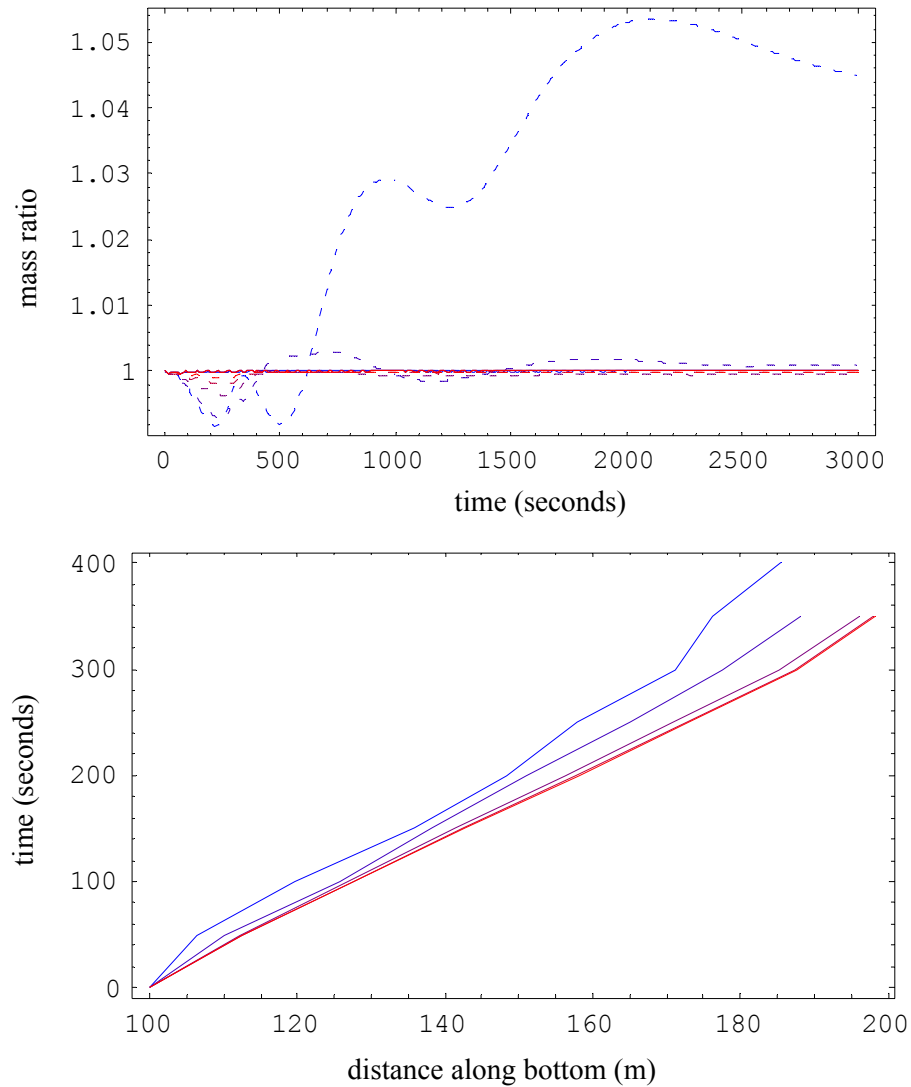 1.05
1.04
1.03
1.02
1.01
1
mass ratio
0 500 1000 1500 2000 2500 3000
time (seconds)
400
300
200
100
0
time (seconds)
100 120 140 160 180 200
distance along bottom (m)